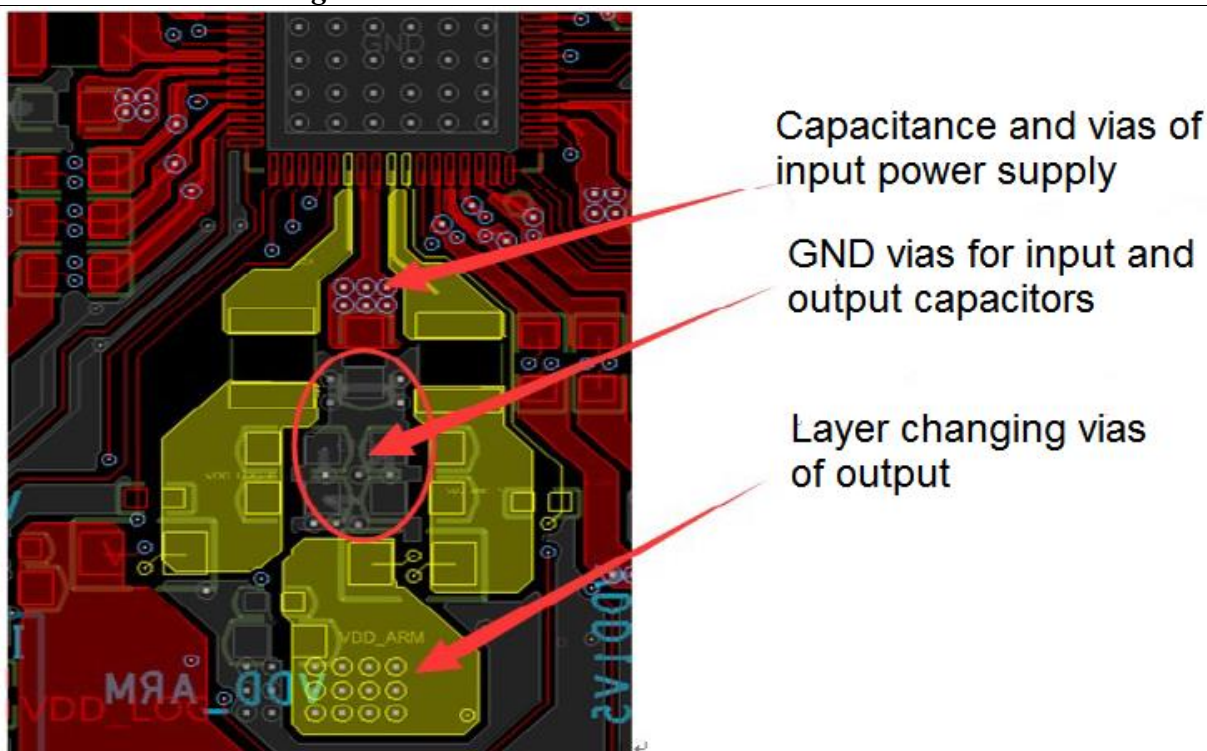 GND
Capacitance and vias of
input power supply
GND vias for input and
output capacitors
Layer changing vias
of output
VDD_ARM
VDD_ARM
VDD_LOG